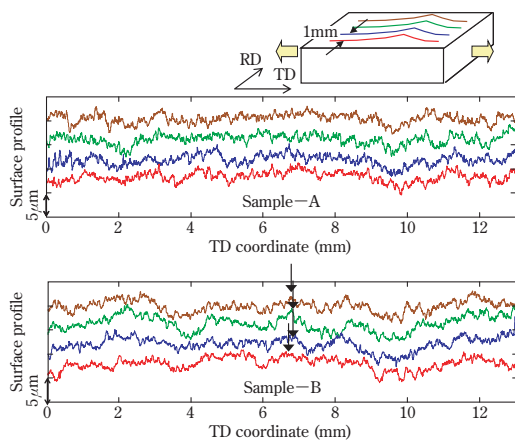 1mm
RD
TD
Surface profile
5μm
0 2 4 6 8 10 12
Sample−A
TD coordinate (mm)
Surface profile
5μm
0 2 4 6 8 10 12
Sample−B
TD coordinate (mm)